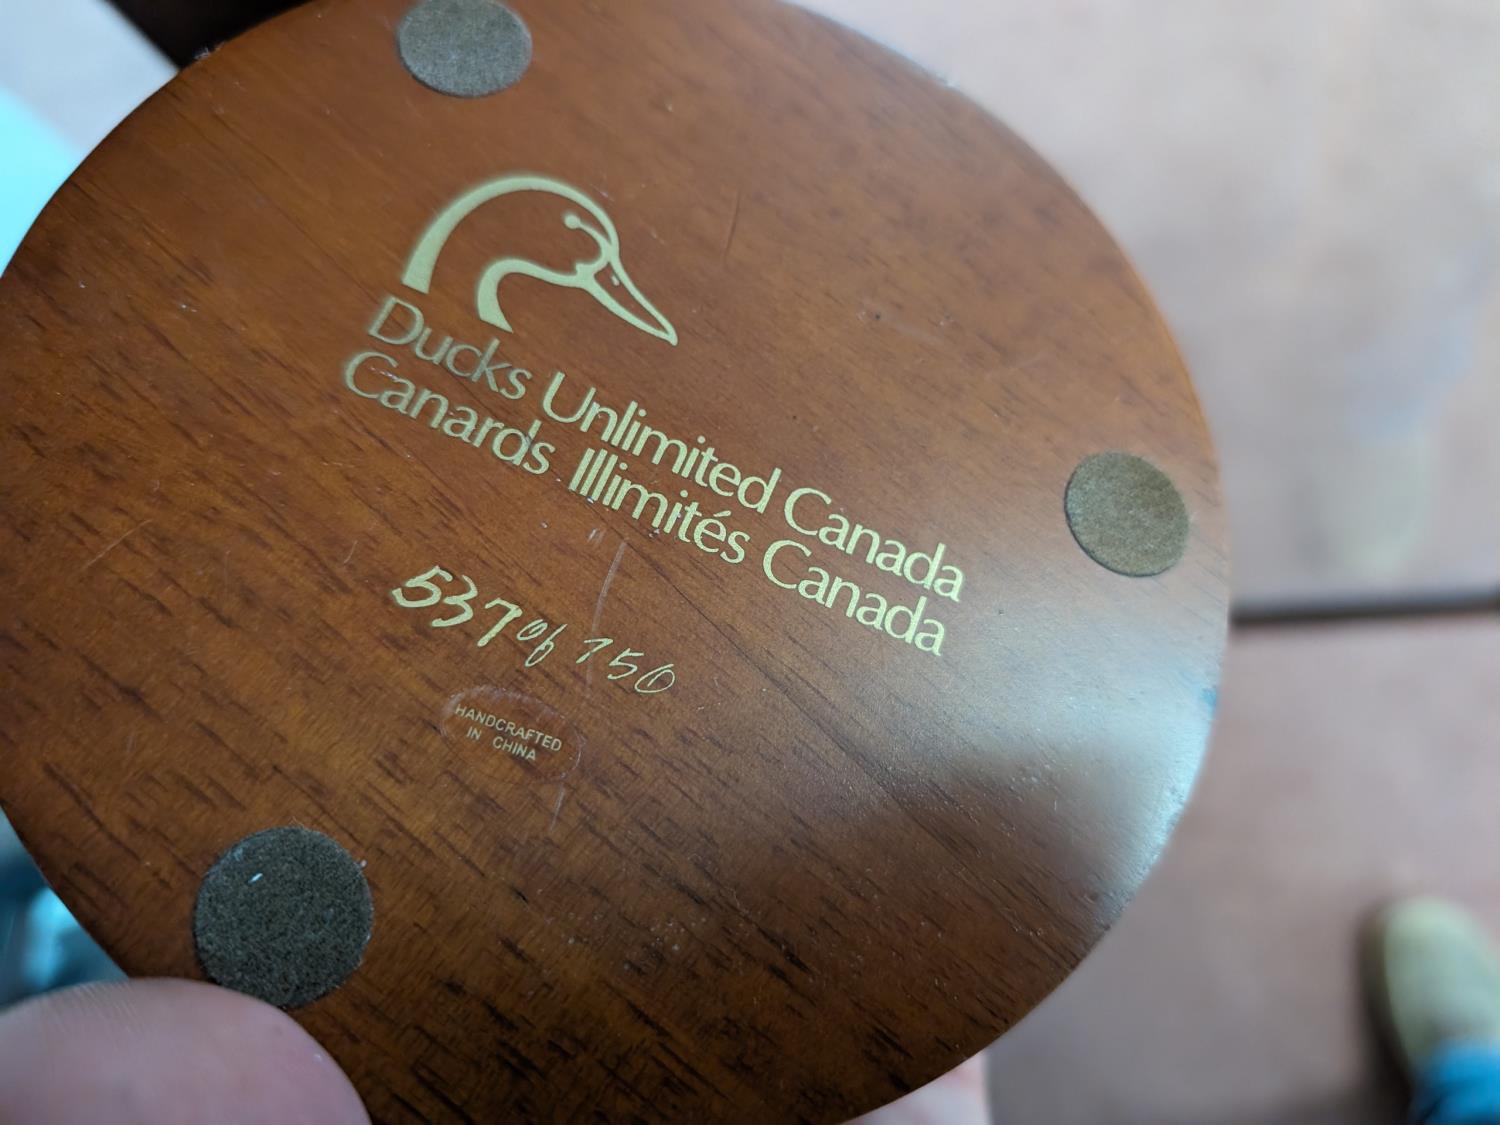 Ducks Unlimited Canada
Canards Illimités Canada
537 of 750
HANDCRAFTED
IN CHINA